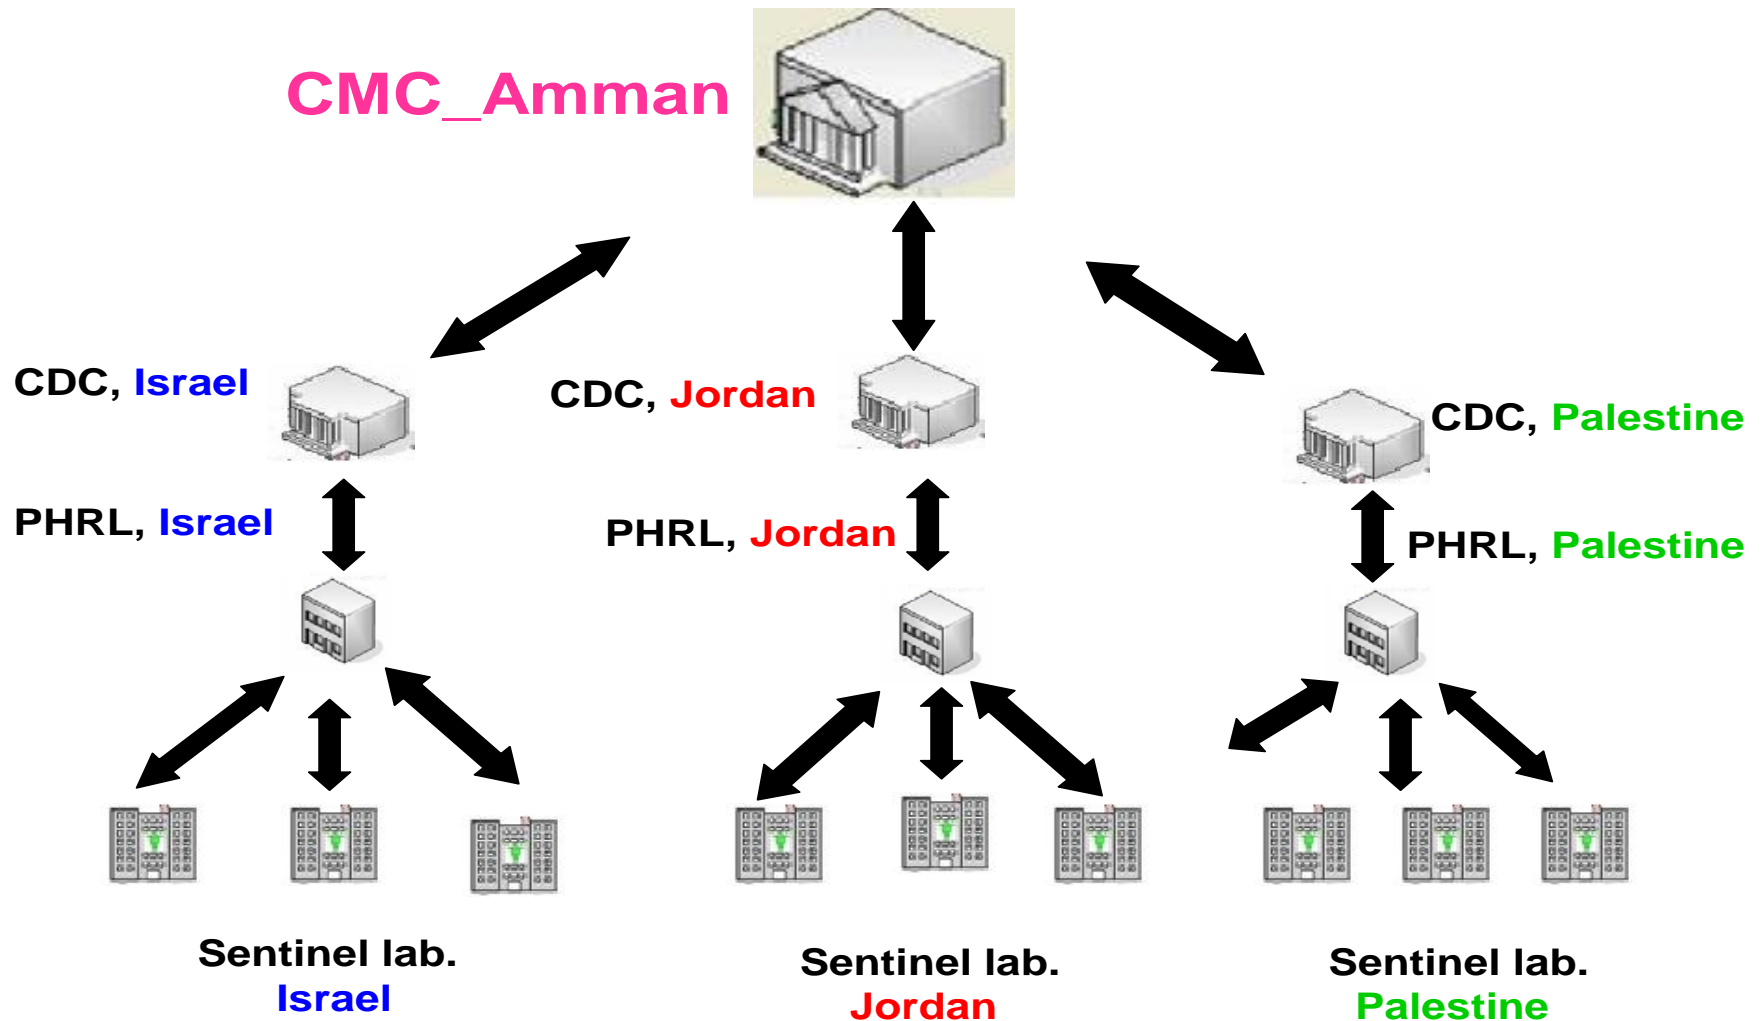 CMC_Amman
CDC, Israel
CDC, Jordan
CDC, Palestine
PHRL, Israel
PHRL, Jordan
PHRL, Palestine
Sentinel lab.
Israel
Sentinel lab.
Jordan
Sentinel lab.
Palestine